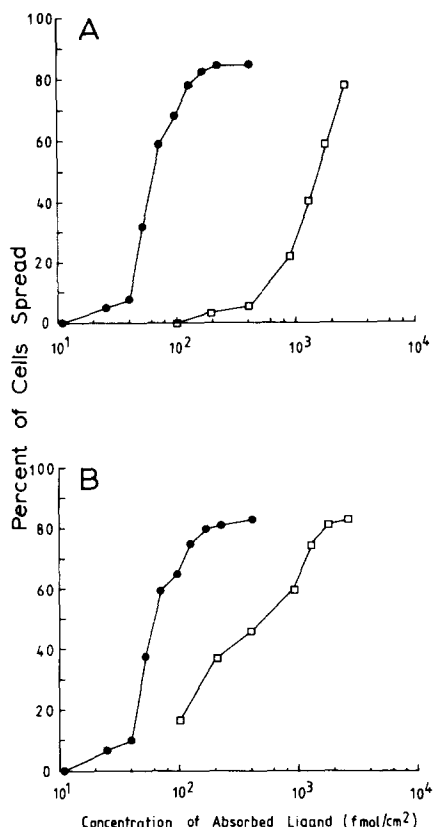 A
100
80
60
40
20
0
10¹ 10² 10³ 10⁴
Percent of Cells Spread
B
100
80
60
40
20
0
10¹ 10² 10³ 10⁴
Concentration of Absorbed Ligand (fmol/cm²)